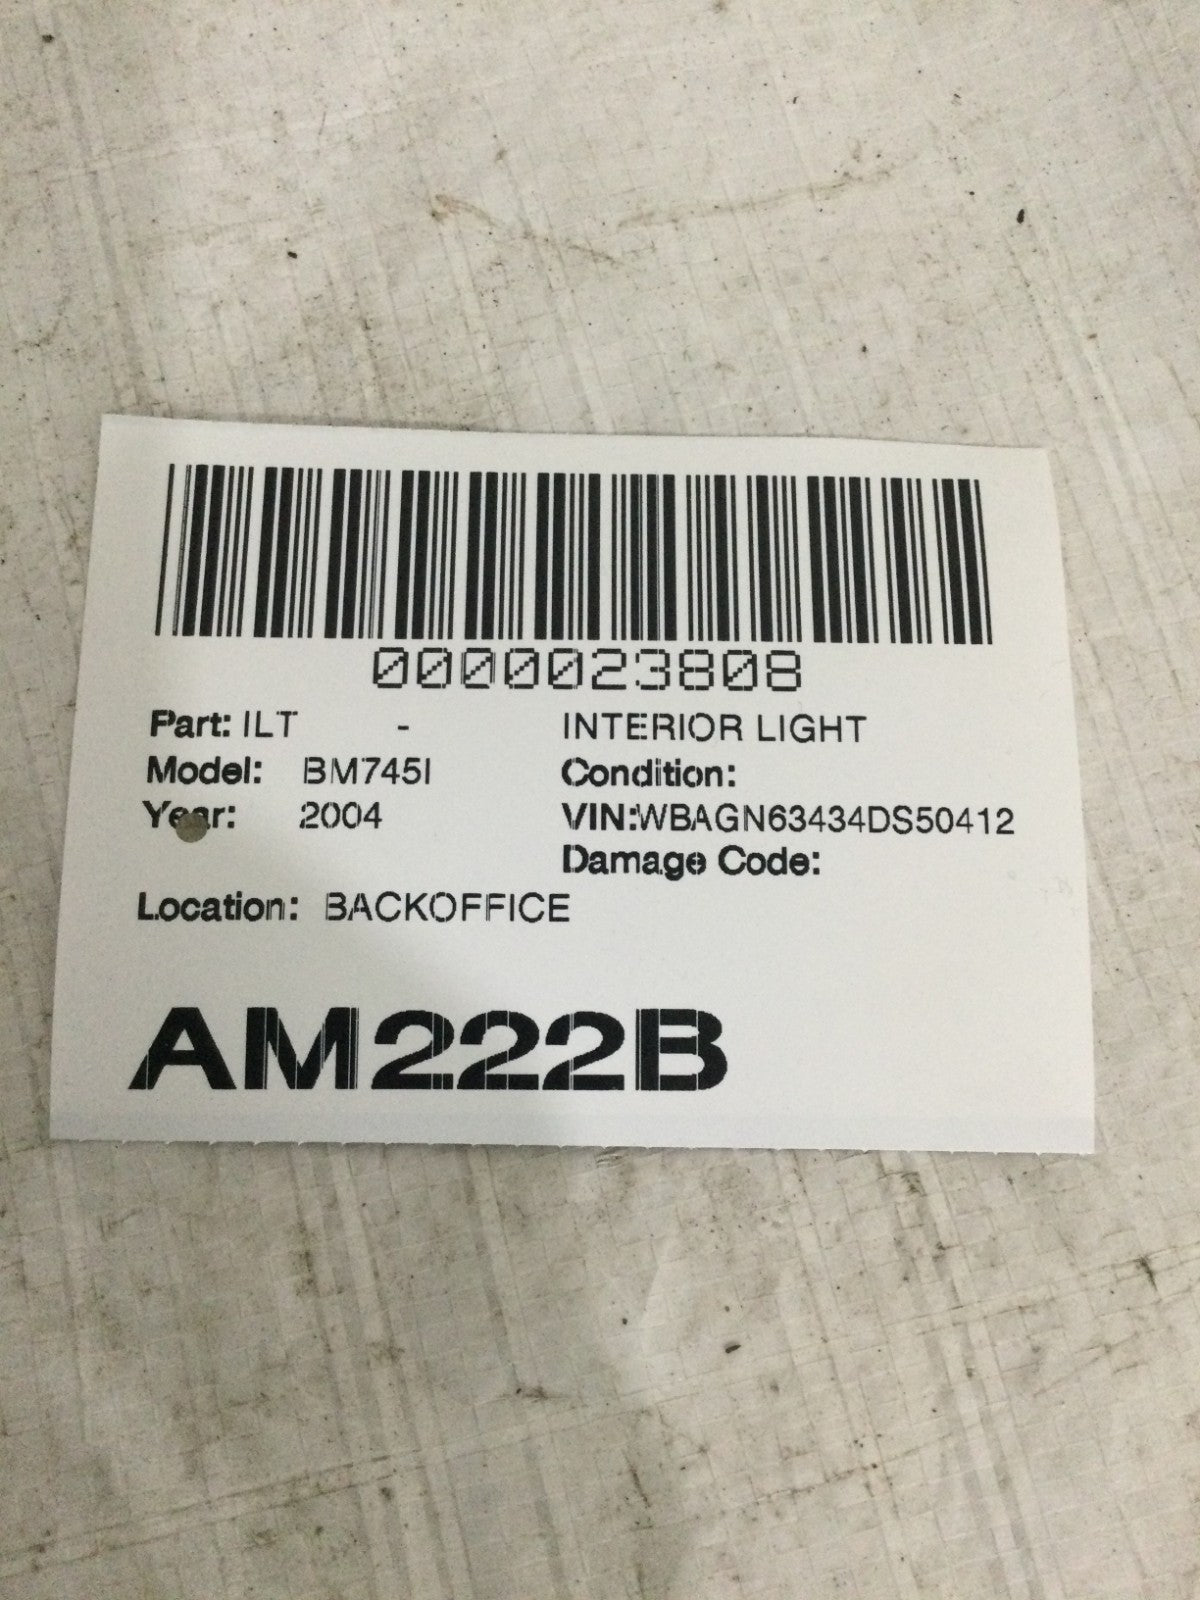 0000023808
Part: ILT - INTERIOR LIGHT
Model: BM745I Condition:
Year: 2004 VIN:WBAGN63434DS50412
Damage Code:
Location: BACKOFFICE
AM222B